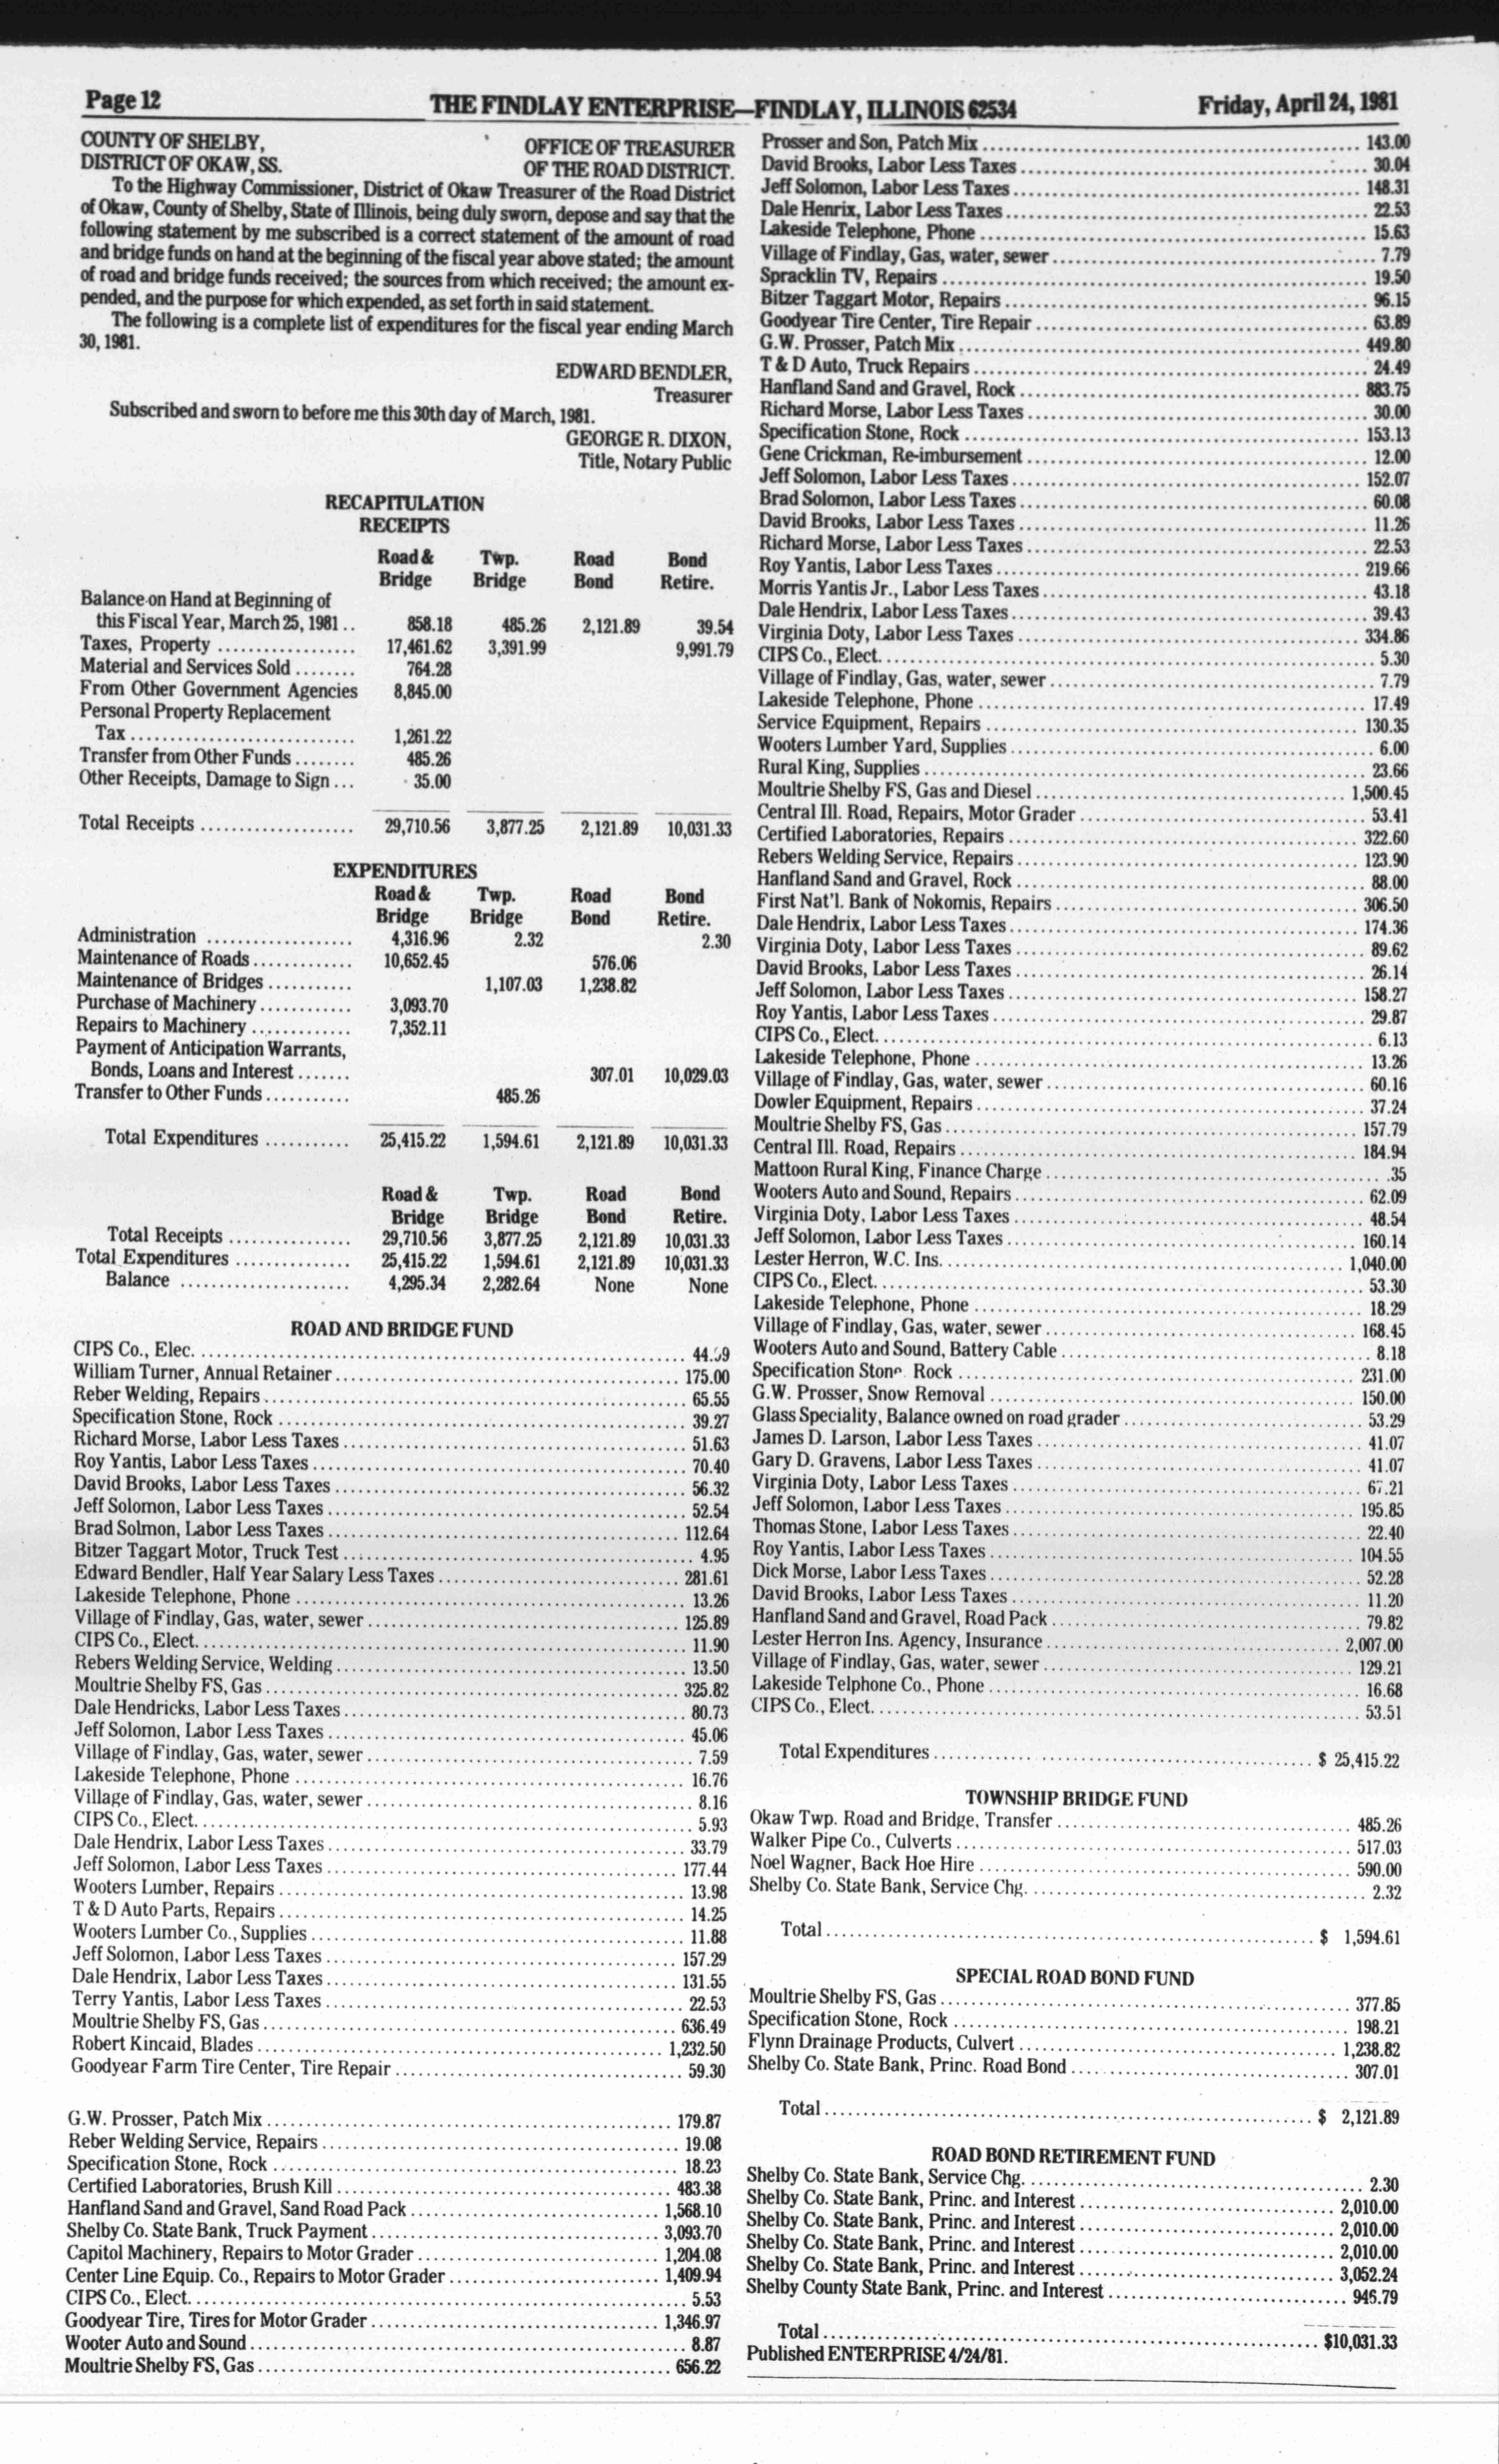 Page 12
THE FINDLAY ENTERPRISE—FINDLAY, ILLINOIS 62534
Friday, April 24, 1981
COUNTY OF SHELBY,
DISTRICT OF OKAW, SS.
OFFICE OF TREASURER
OF THE ROAD DISTRICT.
To the Highway Commissioner, District of Okaw Treasurer of the Road District
of Okaw, County of Shelby, State of Illinois, being duly sworn, depose and say that the
following statement by me subscribed is a correct statement of the amount of road
and bridge funds on hand at the beginning of the fiscal year above stated; the amount
of road and bridge funds received; the sources from which received; the amount ex-
pended, and the purpose for which expended, as set forth in said statement.
The following is a complete list of expenditures for the fiscal year ending March
30, 1981.
EDWARD BENDLER,
Treasurer
Subscribed and sworn to before me this 30th day of March, 1981.
GEORGE R. DIXON,
Title, Notary Public
RECAPITULATION
RECEIPTS
Road & Twp. Road Bond
Bridge Bridge Bond Retire.
Balance on Hand at Beginning of
this Fiscal Year, March 25, 1981 .. 858.18 485.26 2,121.89 39.54
Taxes, Property ........ 17,461.62 3,391.99 9,991.79
Material and Services Sold ........ 764.28
From Other Government Agencies 8,845.00
Personal Property Replacement
Tax ........ 1,261.22
Transfer from Other Funds ........ 485.26
Other Receipts, Damage to Sign ... 35.00
Total Receipts ........ 29,710.56 3,877.25 2,121.89 10,031.33
EXPENDITURES
Road & Twp. Road Bond
Bridge Bridge Bond Retire.
Administration ........ 4,316.96 2.32 2.30
Maintenance of Roads ........ 10,652.45 576.06
Maintenance of Bridges ........ 1,107.03 1,238.82
Purchase of Machinery ........ 3,093.70
Repairs to Machinery ........ 7,352.11
Payment of Anticipation Warrants,
Bonds, Loans and Interest ....... 307.01 10,029.03
Transfer to Other Funds ........ 485.26
Total Expenditures ........ 25,415.22 1,594.61 2,121.89 10,031.33
Road & Twp. Road Bond
Bridge Bridge Bond Retire.
Total Receipts ........ 29,710.56 3,877.25 2,121.89 10,031.33
Total Expenditures ........ 25,415.22 1,594.61 2,121.89 10,031.33
Balance ........ 4,295.34 2,282.64 None None
ROAD AND BRIDGE FUND
CIPS Co., Elec. ........
William Turner, Annual Retainer ........ 175.00
Reber Welding, Repairs ........ 65.55
Specification Stone, Rock ........ 39.27
Richard Morse, Labor Less Taxes ........ 51.63
Roy Yantis, Labor Less Taxes ........ 70.40
David Brooks, Labor Less Taxes ........ 56.32
Jeff Solomon, Labor Less Taxes ........ 52.54
Brad Solmon, Labor Less Taxes ........ 112.64
Bitzer Taggart Motor, Truck Test ........ 4.95
Edward Bendler, Half Year Salary Less Taxes ........ 281.61
Lakeside Telephone, Phone ........ 13.26
Village of Findlay, Gas, water, sewer ........ 125.89
CIPS Co., Elect. ........ 11.90
Rebers Welding Service, Welding ........ 13.50
Moultrie Shelby FS, Gas ........ 325.82
Dale Hendricks, Labor Less Taxes ........ 80.73
Jeff Solomon, Labor Less Taxes ........ 45.06
Village of Findlay, Gas, water, sewer ........ 7.59
Lakeside Telephone, Phone ........ 16.76
Village of Findlay, Gas, water, sewer ........ 8.16
CIPS Co., Elect. ........ 5.93
Dale Hendrix, Labor Less Taxes ........ 33.79
Jeff Solomon, Labor Less Taxes ........ 177.44
Wooters Lumber, Repairs ........ 13.98
T & D Auto Parts, Repairs ........ 14.25
Wooters Lumber Co., Supplies ........ 11.88
Jeff Solomon, Labor Less Taxes ........ 157.29
Dale Hendrix, Labor Less Taxes ........ 131.55
Terry Yantis, Labor Less Taxes ........ 22.53
Moultrie Shelby FS, Gas ........ 636.49
Robert Kincaid, Blades ........ 1,232.50
Goodyear Farm Tire Center, Tire Repair ........ 59.30
G.W. Prosser, Patch Mix ........ 179.87
Reber Welding Service, Repairs ........ 19.08
Specification Stone, Rock ........ 18.23
Certified Laboratories, Brush Kill ........ 483.38
Hanfland Sand and Gravel, Sand Road Pack ........ 1,568.10
Shelby Co. State Bank, Truck Payment ........ 3,093.70
Capitol Machinery, Repairs to Motor Grader ........ 1,204.08
Center Line Equip. Co., Repairs to Motor Grader ........ 1,409.94
CIPS Co., Elect. ........ 5.53
Goodyear Tire, Tires for Motor Grader ........ 1,346.97
Wooter Auto and Sound ........ 8.87
Moultrie Shelby FS, Gas ........ 656.22
Prosser and Son, Patch Mix ........ 143.00
David Brooks, Labor Less Taxes ........ 30.04
Jeff Solomon, Labor Less Taxes ........ 148.31
Dale Henrix, Labor Less Taxes ........ 22.53
Lakeside Telephone, Phone ........ 15.63
Village of Findlay, Gas, water, sewer ........ 7.79
Spracklin TV, Repairs ........ 19.50
Bitzer Taggart Motor, Repairs ........ 96.15
Goodyear Tire Center, Tire Repair ........ 63.89
G.W. Prosser, Patch Mix ........ 449.80
T & D Auto, Truck Repairs ........ 24.49
Hanfland Sand and Gravel, Rock ........ 883.75
Richard Morse, Labor Less Taxes ........ 30.00
Specification Stone, Rock ........ 153.13
Gene Crickman, Re-imbursement ........ 12.00
Jeff Solomon, Labor Less Taxes ........ 152.07
Brad Solomon, Labor Less Taxes ........ 60.08
David Brooks, Labor Less Taxes ........ 11.26
Richard Morse, Labor Less Taxes ........ 22.53
Roy Yantis, Labor Less Taxes ........ 219.66
Morris Yantis Jr., Labor Less Taxes ........ 43.18
Dale Hendrix, Labor Less Taxes ........ 39.43
Virginia Doty, Labor Less Taxes ........ 334.86
CIPS Co., Elect. ........ 5.30
Village of Findlay, Gas, water, sewer ........ 7.79
Lakeside Telephone, Phone ........ 17.49
Service Equipment, Repairs ........ 130.35
Wooters Lumber Yard, Supplies ........ 6.00
Rural King, Supplies ........ 23.66
Moultrie Shelby FS, Gas and Diesel ........ 1,500.45
Central Ill. Road, Repairs, Motor Grader ........ 53.41
Certified Laboratories, Repairs ........ 322.60
Rebers Welding Service, Repairs ........ 123.90
Hanfland Sand and Gravel, Rock ........ 88.00
First Nat'l. Bank of Nokomis, Repairs ........ 306.50
Dale Hendrix, Labor Less Taxes ........ 174.36
Virginia Doty, Labor Less Taxes ........ 89.62
David Brooks, Labor Less Taxes ........ 26.14
Jeff Solomon, Labor Less Taxes ........ 158.27
Roy Yantis, Labor Less Taxes ........ 29.87
CIPS Co., Elect. ........ 6.13
Lakeside Telephone, Phone ........ 13.26
Village of Findlay, Gas, water, sewer ........ 60.16
Dowler Equipment, Repairs ........ 37.24
Moultrie Shelby FS, Gas ........ 157.79
Central Ill. Road, Repairs ........ 184.94
Mattoon Rural King, Finance Charge ........ .35
Wooters Auto and Sound, Repairs ........ 62.09
Virginia Doty, Labor Less Taxes ........ 48.54
Jeff Solomon, Labor Less Taxes ........ 160.14
Lester Herron, W.C. Ins. ........ 1,040.00
CIPS Co., Elect. ........ 53.30
Lakeside Telephone, Phone ........ 18.29
Village of Findlay, Gas, water, sewer ........ 168.45
Wooters Auto and Sound, Battery Cable ........ 8.18
Specification Rock ........ 231.00
G.W. Prosser, Snow Removal ........ 150.00
Glass Speciality, Balance owned on road grader ........ 53.29
James D. Larson, Labor Less Taxes ........ 41.07
Gary D. Gravens, Labor Less Taxes ........ 41.07
Virginia Doty, Labor Less Taxes ........ 67.21
Jeff Solomon, Labor Less Taxes ........ 195.85
Thomas Stone, Labor Less Taxes ........ 22.40
Roy Yantis, Labor Less Taxes ........ 104.55
Dick Morse, Labor Less Taxes ........ 52.28
David Brooks, Labor Less Taxes ........ 11.20
Hanfland Sand and Gravel, Road Pack ........ 79.82
Lester Herron Ins. Agency, Insurance ........ 2,007.00
Village of Findlay, Gas, water, sewer ........ 129.21
Lakeside Telphone Co., Phone ........ 16.68
CIPS Co., Elect. ........ 53.51
Total Expenditures ........ $ 25,415.22
TOWNSHIP BRIDGE FUND
Okaw Twp. Road and Bridge, Transfer ........ 485.26
Walker Pipe Co., Culverts ........ 517.03
Noel Wagner, Back Hoe Hire ........ 590.00
Shelby Co. State Bank, Service Chg. ........ 2.32
Total ........ $ 1,594.61
SPECIAL ROAD BOND FUND
Moultrie Shelby FS, Gas ........ 377.85
Specification Stone, Rock ........ 198.21
Flynn Drainage Products, Culvert ........ 1,238.82
Shelby Co. State Bank, Princ. Road Bond ........ 307.01
Total ........ $ 2,121.89
ROAD BOND RETIREMENT FUND
Shelby Co. State Bank, Service Chg. ........ 2.30
Shelby Co. State Bank, Princ. and Interest ........ 2,010.00
Shelby Co. State Bank, Princ. and Interest ........ 2,010.00
Shelby Co. State Bank, Princ. and Interest ........ 2,010.00
Shelby Co. State Bank, Princ. and Interest ........ 3,052.24
Shelby County State Bank, Princ. and Interest ........ 946.79
Total ........ $10,031.33
Published ENTERPRISE 4/24/81.